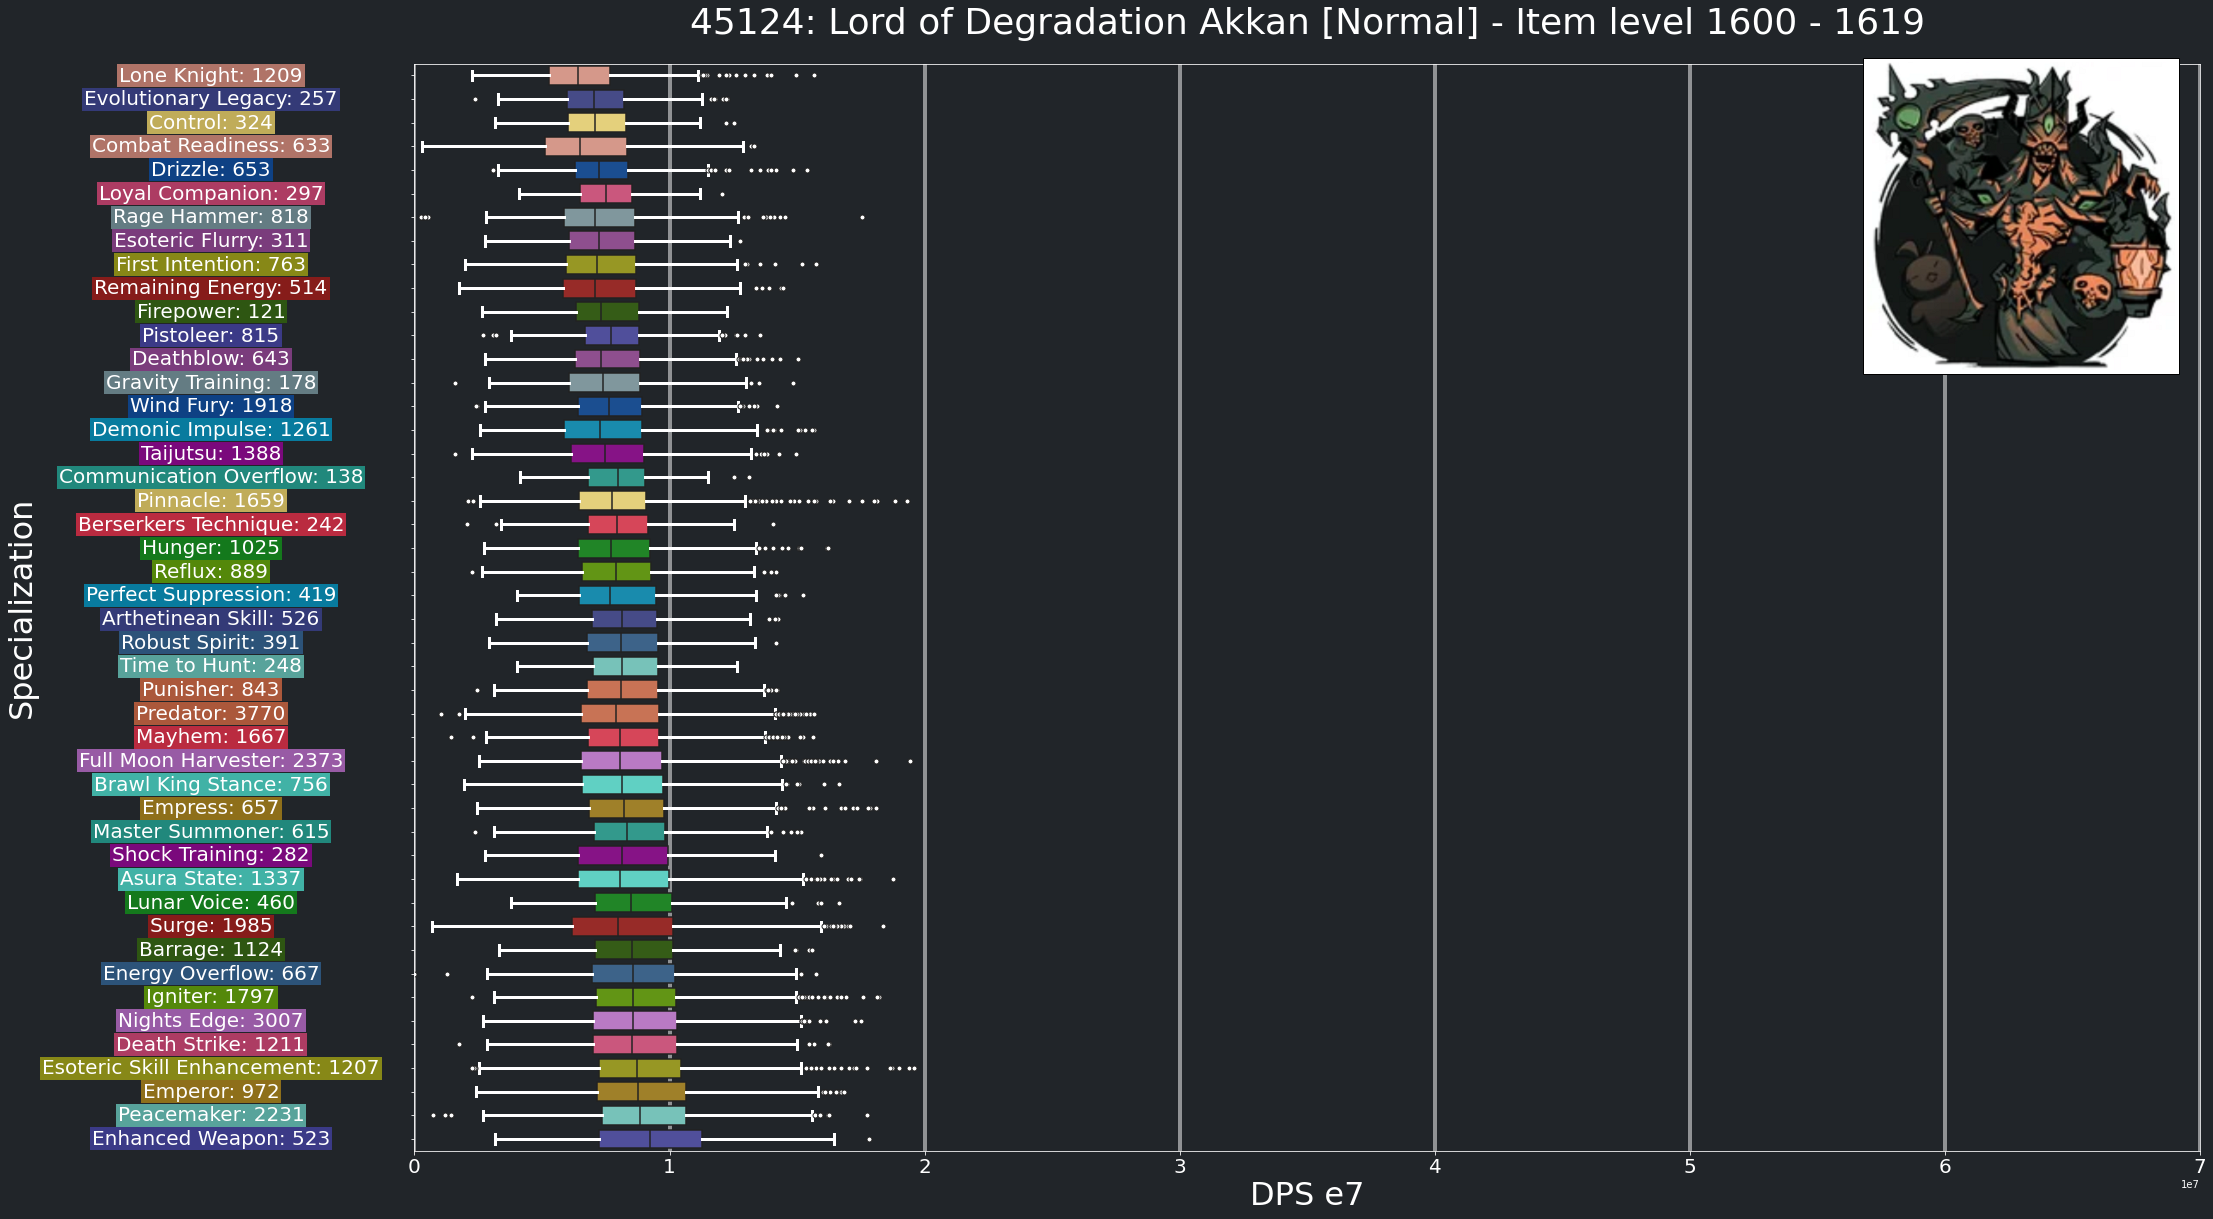 45124: Lord of Degradation Akkan [Normal] - Item level 1600 - 1619
Specialization
Lone Knight: 1209
Evolutionary Legacy: 257
Control: 324
Combat Readiness: 633
Drizzle: 653
Loyal Companion: 297
Rage Hammer: 818
Esoteric Flurry: 311
First Intention: 763
Remaining Energy: 514
Firepower: 121
Pistoleer: 815
Deathblow: 643
Gravity Training: 178
Wind Fury: 1918
Demonic Impulse: 1261
Taijutsu: 1388
Communication Overflow: 138
Pinnacle: 1659
Berserkers Technique: 242
Hunger: 1025
Reflux: 889
Perfect Suppression: 419
Arthetinean Skill: 526
Robust Spirit: 391
Time to Hunt: 248
Punisher: 843
Predator: 3770
Mayhem: 1667
Full Moon Harvester: 2373
Brawl King Stance: 756
Empress: 657
Master Summoner: 615
Shock Training: 282
Asura State: 1337
Lunar Voice: 460
Surge: 1985
Barrage: 1124
Energy Overflow: 667
Igniter: 1797
Nights Edge: 3007
Death Strike: 1211
Esoteric Skill Enhancement: 1207
Emperor: 972
Peacemaker: 2231
Enhanced Weapon: 523
0 1 2 3 4 5 6 7
1e7
DPS e7